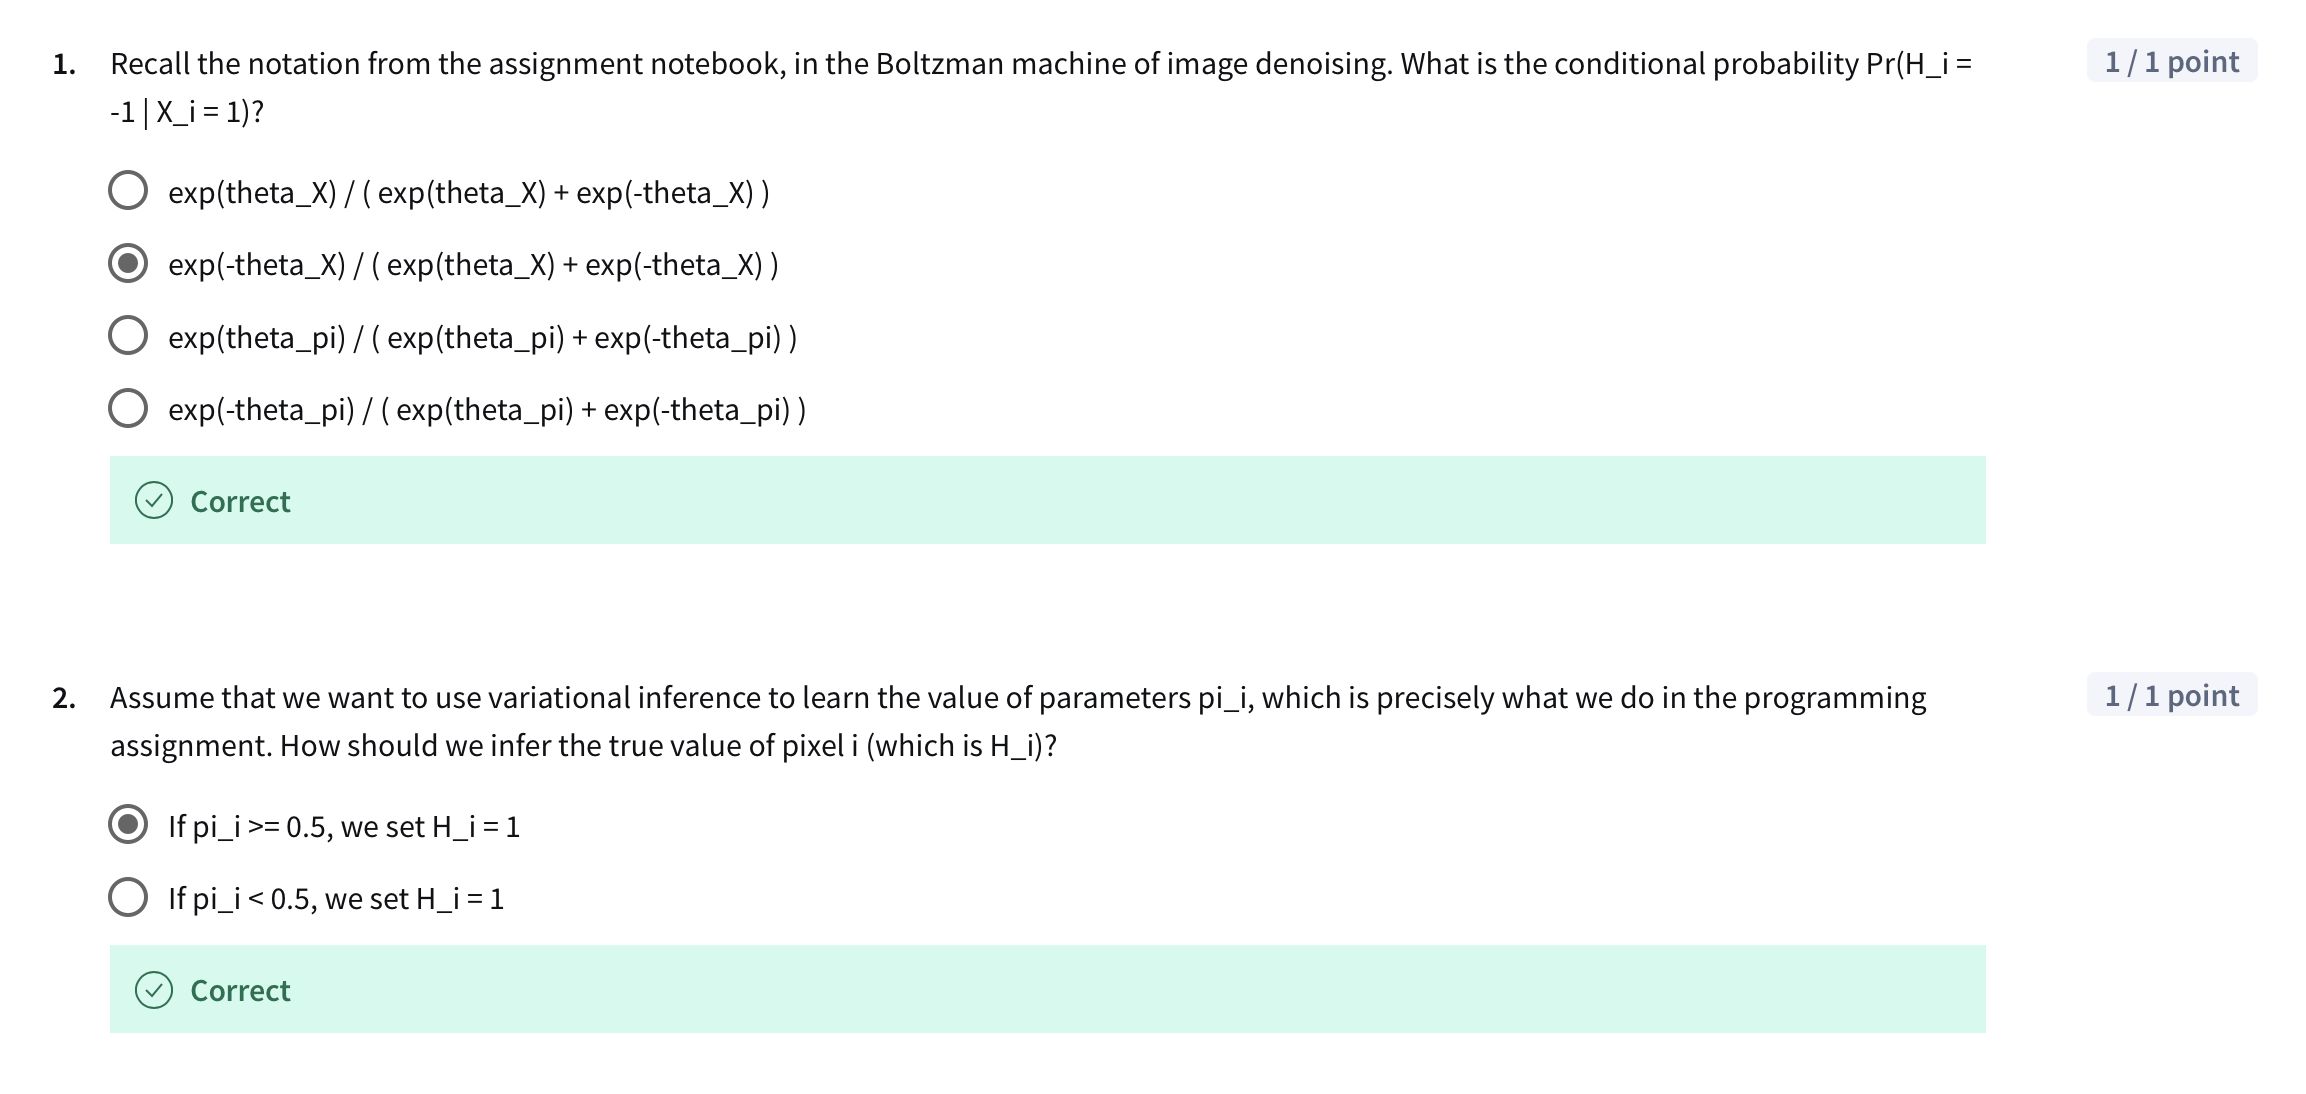 1. Recall the notation from the assignment notebook, in the Boltzman machine of image denoising. What is the conditional probability Pr(H_i =
-1 | X_i = 1)?
1 / 1 point
exp(theta_X) / ( exp(theta_X) + exp(-theta_X) )
exp(-theta_X) / ( exp(theta_X) + exp(-theta_X) )
exp(theta_pi) / ( exp(theta_pi) + exp(-theta_pi) )
exp(-theta_pi) / ( exp(theta_pi) + exp(-theta_pi) )
Correct
2. Assume that we want to use variational inference to learn the value of parameters pi_i, which is precisely what we do in the programming
assignment. How should we infer the true value of pixel i (which is H_i)?
1 / 1 point
If pi_i >= 0.5, we set H_i = 1
If pi_i < 0.5, we set H_i = 1
Correct